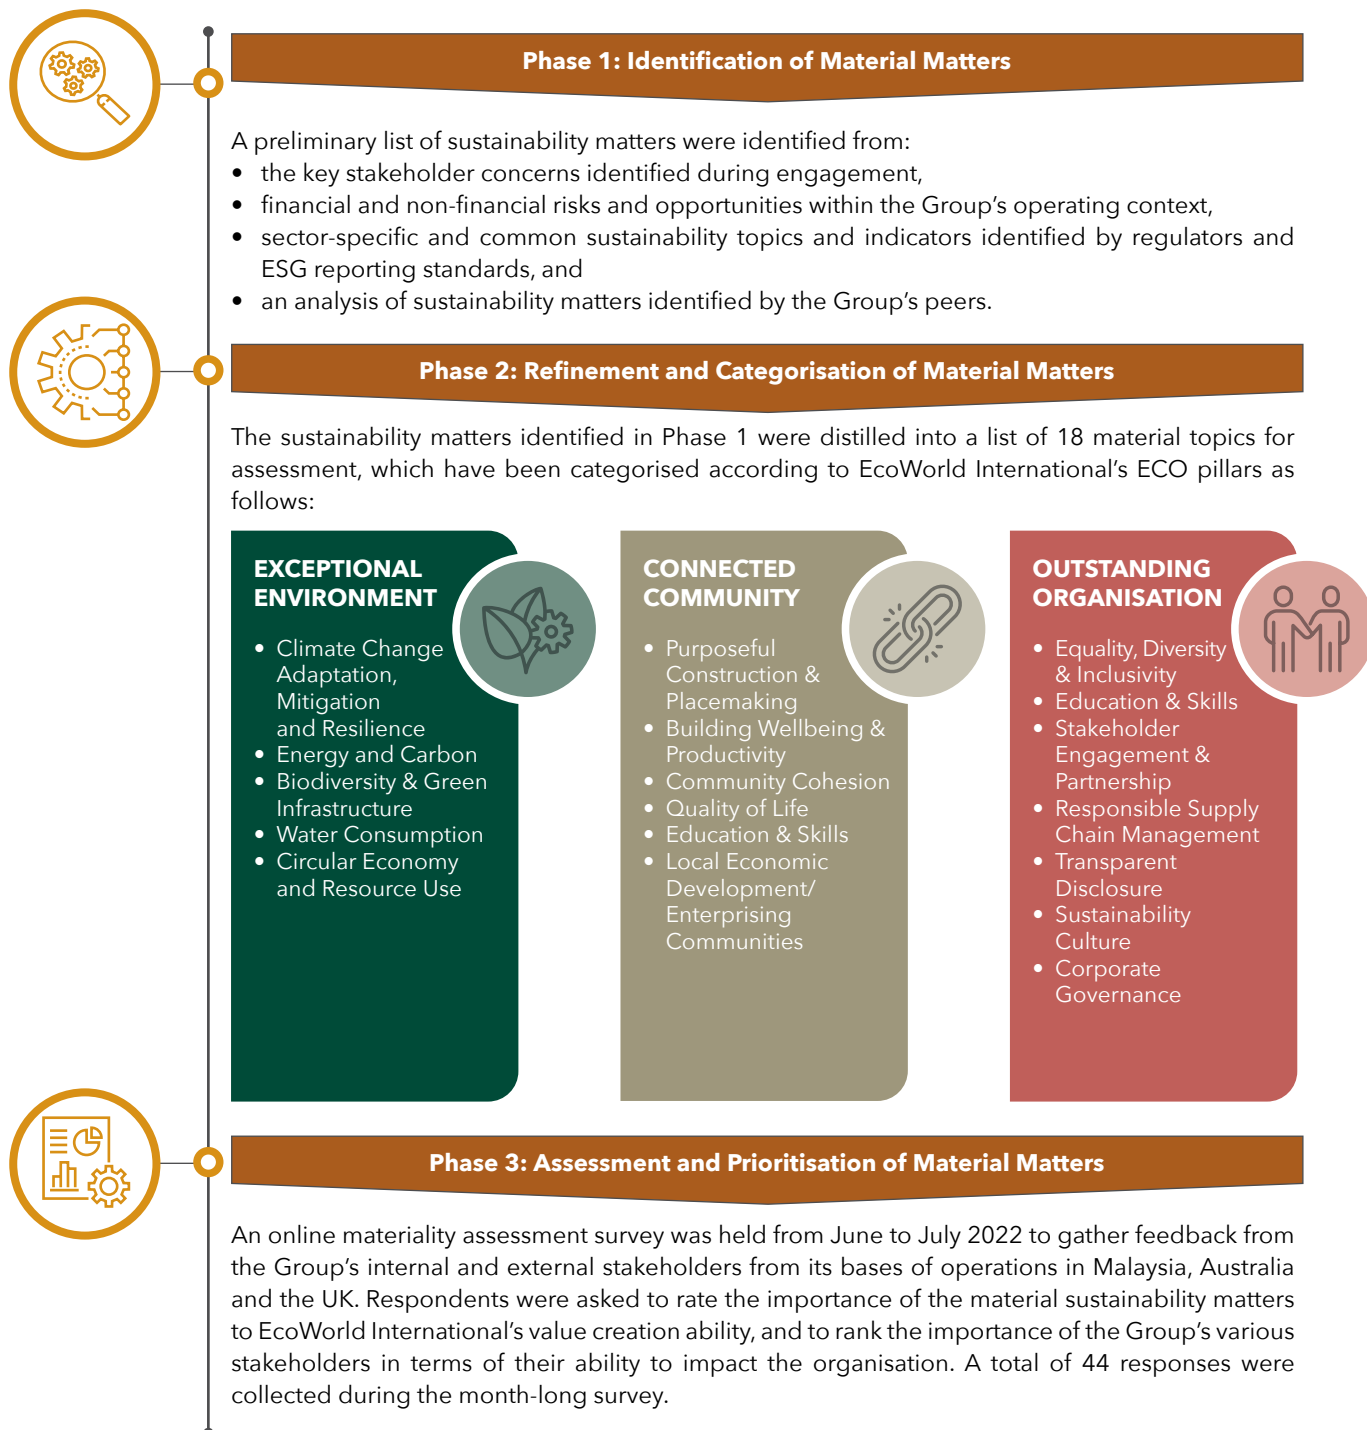 Phase 1: Identification of Material Matters
A preliminary list of sustainability matters were identified from:
• the key stakeholder concerns identified during engagement,
• financial and non-financial risks and opportunities within the Group's operating context,
• sector-specific and common sustainability topics and indicators identified by regulators and
ESG reporting standards, and
• an analysis of sustainability matters identified by the Group's peers.
Phase 2: Refinement and Categorisation of Material Matters
The sustainability matters identified in Phase 1 were distilled into a list of 18 material topics for
assessment, which have been categorised according to EcoWorld International's ECO pillars as
follows:
EXCEPTIONAL
ENVIRONMENT
• Climate Change
Adaptation,
Mitigation
and Resilience
• Energy and Carbon
• Biodiversity & Green
Infrastructure
• Water Consumption
• Circular Economy
and Resource Use
CONNECTED
COMMUNITY
• Purposeful
Construction &
Placemaking
• Building Wellbeing &
Productivity
• Community Cohesion
• Quality of Life
• Education & Skills
• Local Economic
Development/
Enterprising
Communities
OUTSTANDING
ORGANISATION
• Equality, Diversity
& Inclusivity
• Education & Skills
• Stakeholder
Engagement &
Partnership
• Responsible Supply
Chain Management
• Transparent
Disclosure
• Sustainability
Culture
• Corporate
Governance
Phase 3: Assessment and Prioritisation of Material Matters
An online materiality assessment survey was held from June to July 2022 to gather feedback from
the Group's internal and external stakeholders from its bases of operations in Malaysia, Australia
and the UK. Respondents were asked to rate the importance of the material sustainability matters
to EcoWorld International's value creation ability, and to rank the importance of the Group's various
stakeholders in terms of their ability to impact the organisation. A total of 44 responses were
collected during the month-long survey.